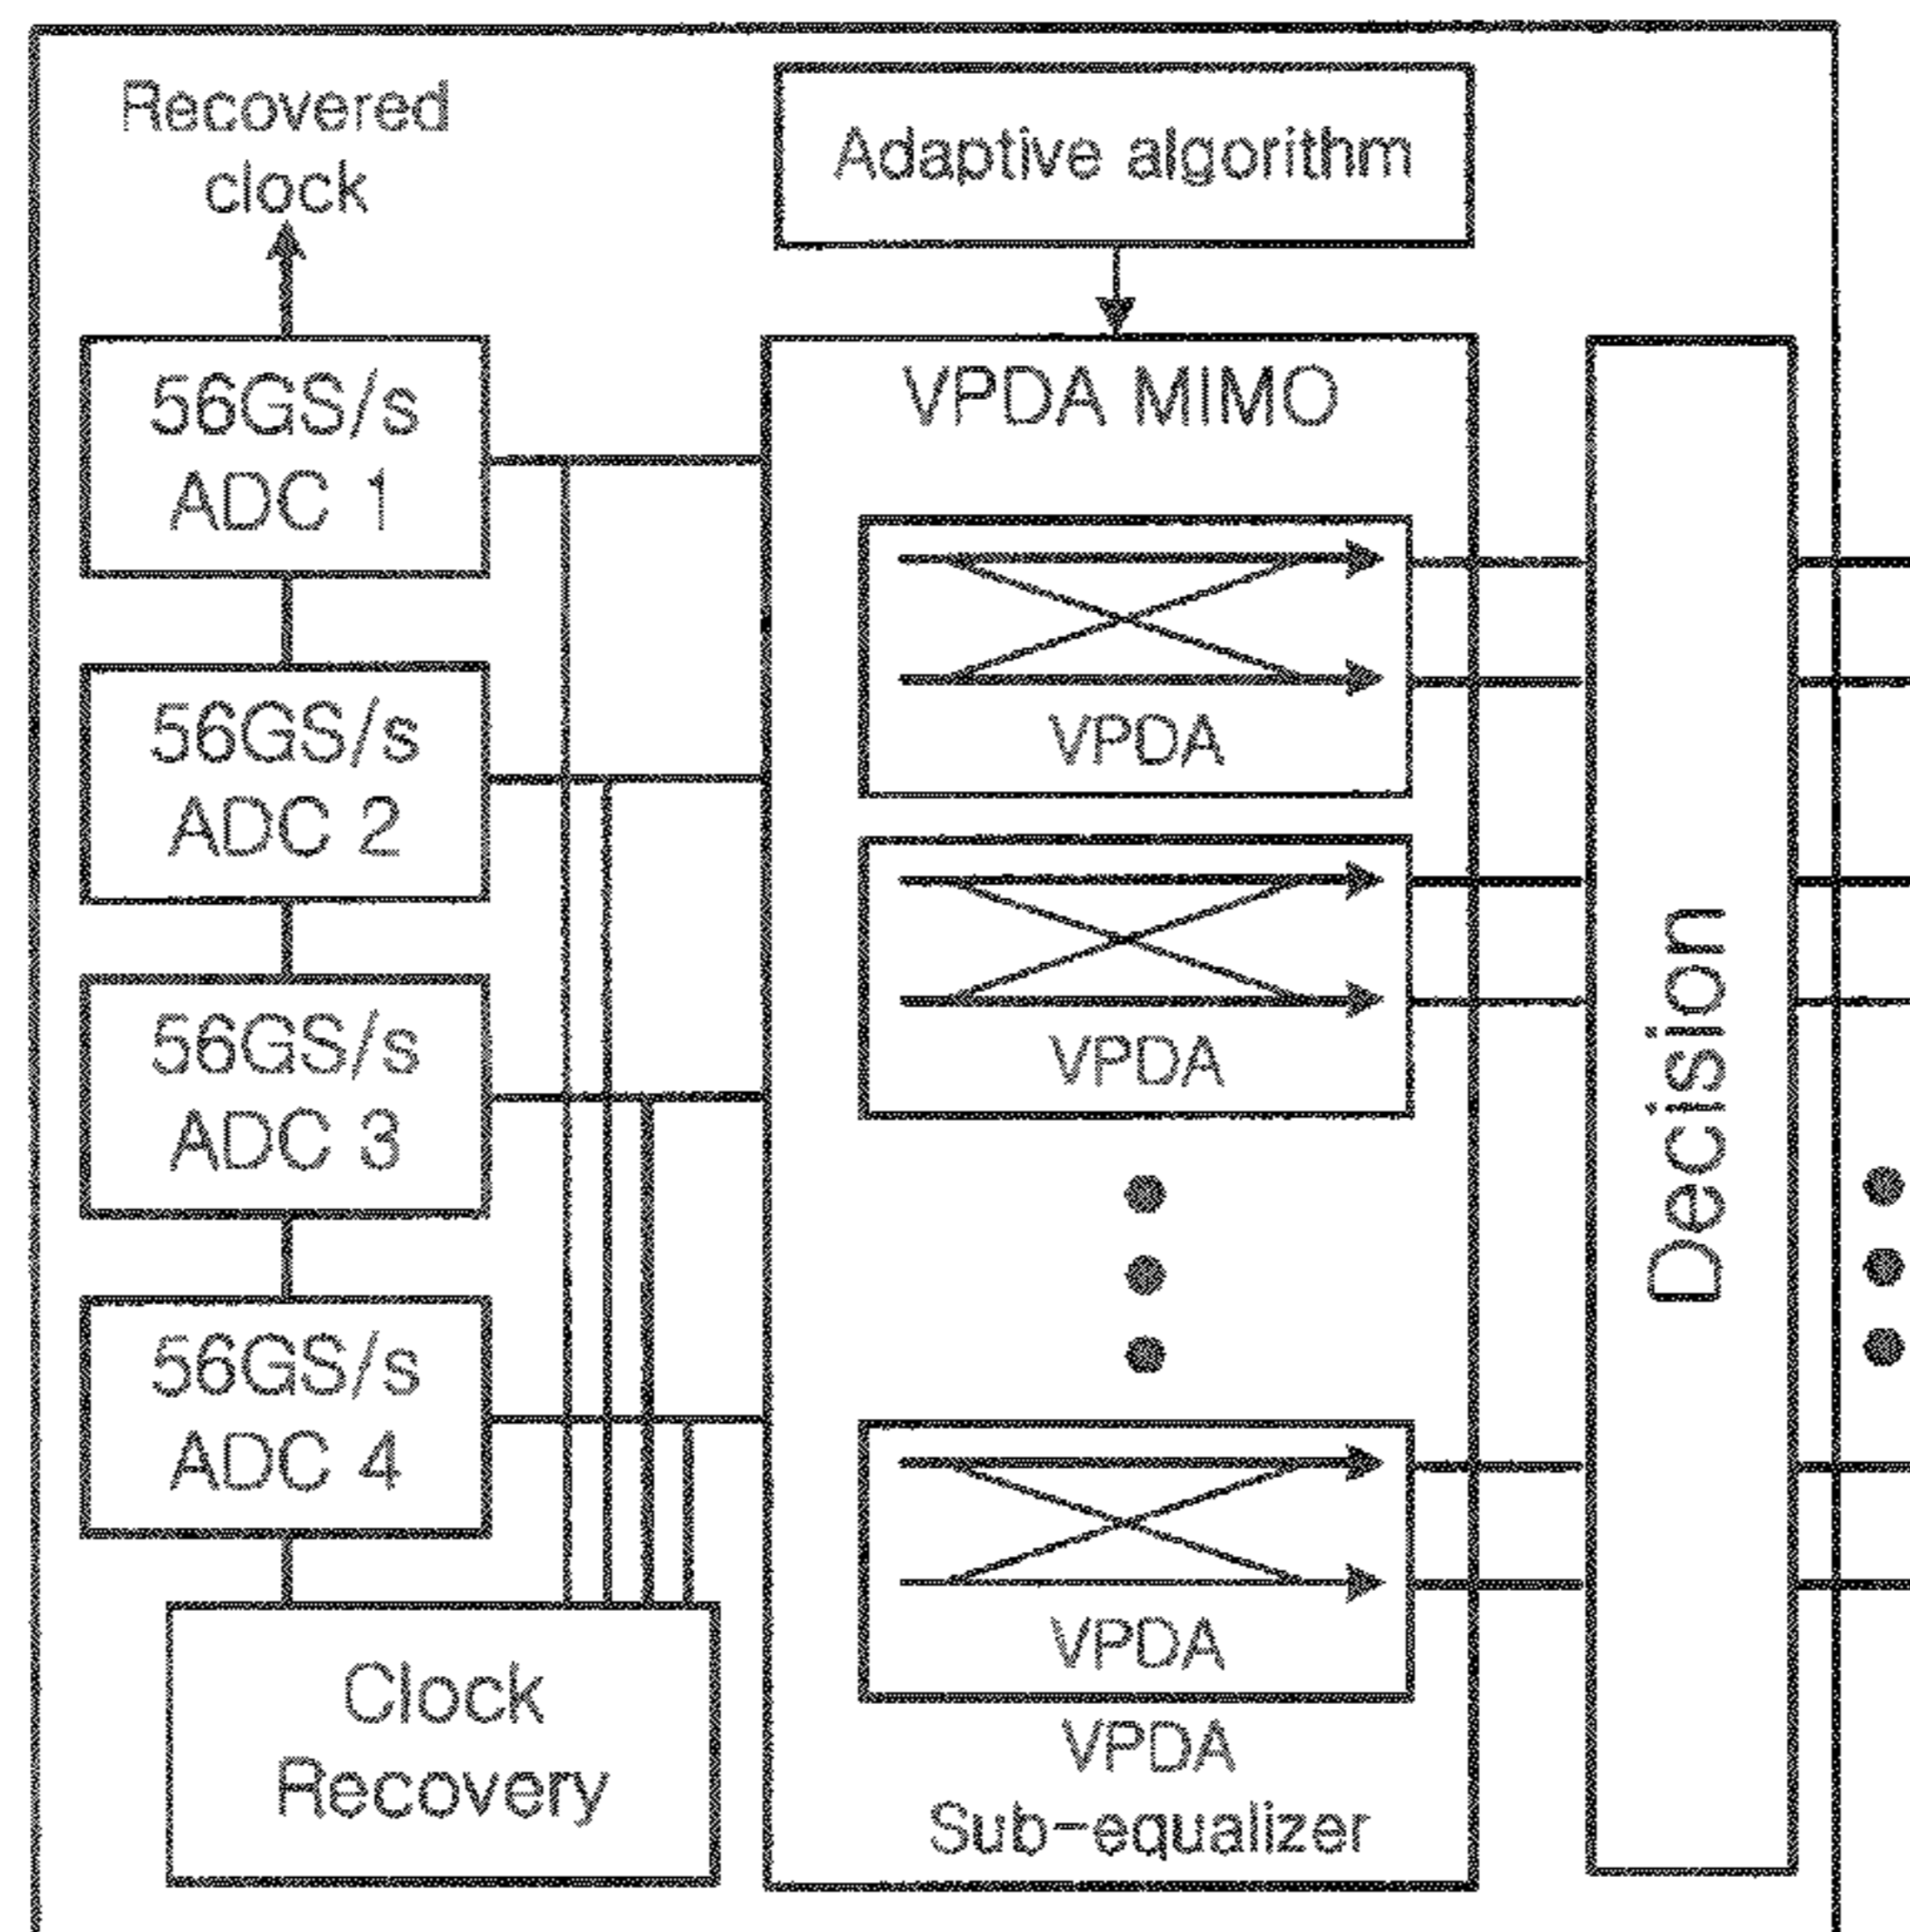 Recovered
clock
Adaptive algorithm
56GS/s
ADC 1
56GS/s
ADC 2
56GS/s
ADC 3
56GS/s
ADC 4
Clock
Recovery
VPDA MIMO
VPDA
VPDA
VPDA
VPDA
Sub-equalizer
Decision